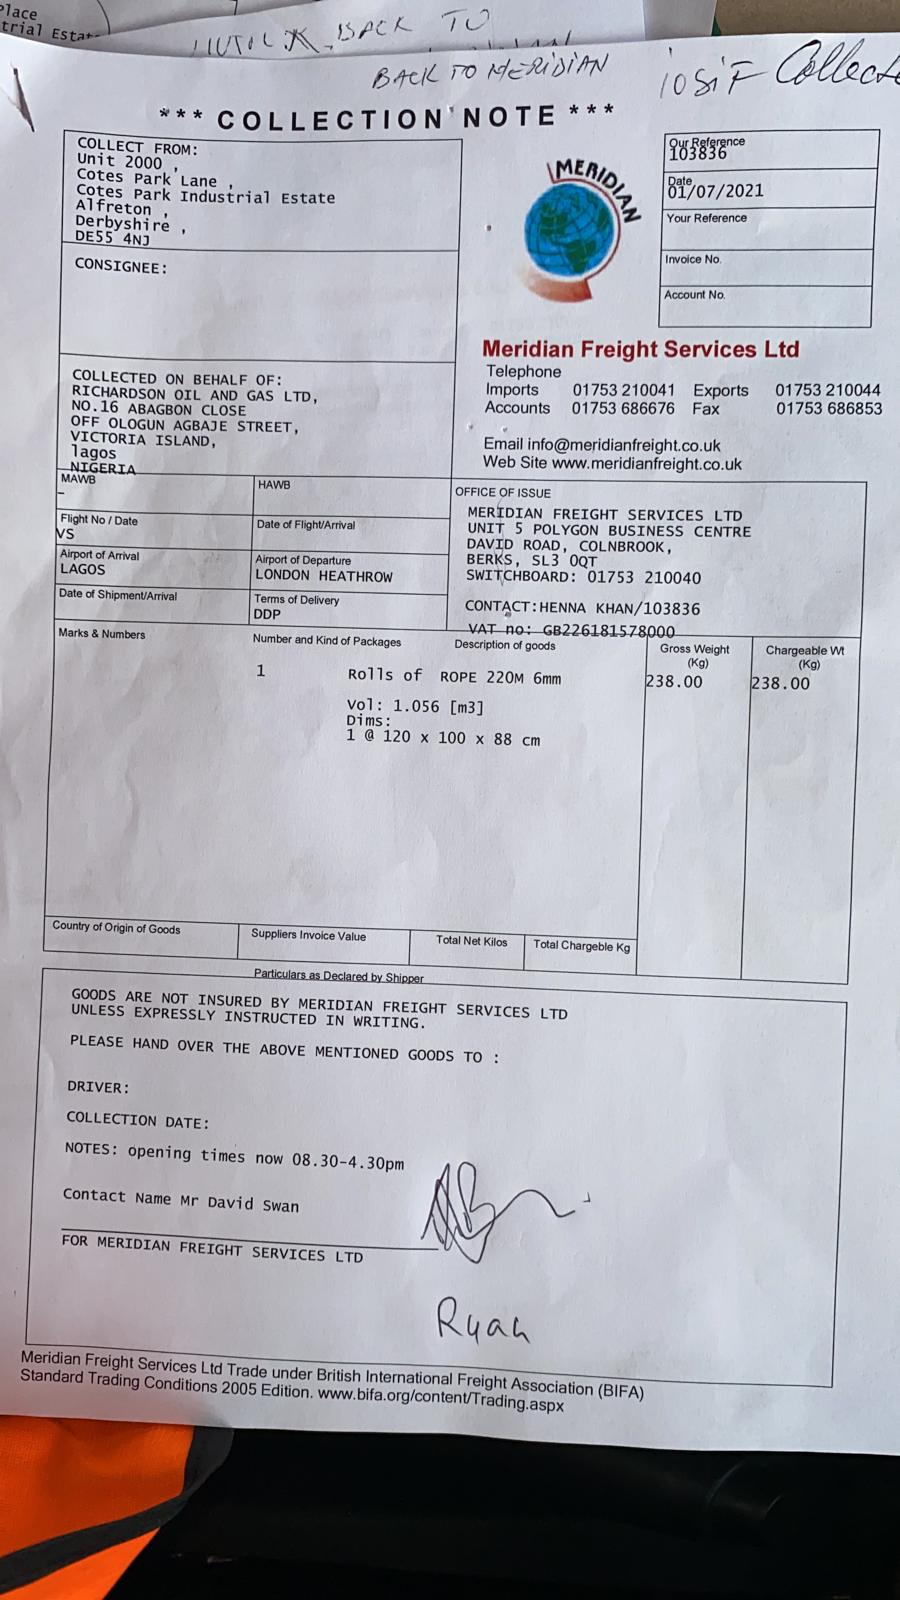 place
trial Estat
BACK TO
BACK TO MERIDIAN
iOSiF Collect
*** COLLECTION NOTE ***
COLLECT FROM:
Unit 2000 ,
Cotes Park Lane ,
Cotes Park Industrial Estate
Alfreton ,
Derbyshire ,
DE55 4NJ
CONSIGNEE:
MERIDIAN
Our Reference
103836
Date
01/07/2021
Your Reference
Invoice No.
Account No.
Meridian Freight Services Ltd
Telephone
Imports 01753 210041 Exports 01753 210044
Accounts 01753 686676 Fax 01753 686853
Email info@meridianfreight.co.uk
Web Site www.meridianfreight.co.uk
COLLECTED ON BEHALF OF:
RICHARDSON OIL AND GAS LTD,
NO.16 ABAGBON CLOSE
OFF OLOGUN AGBAJE STREET,
VICTORIA ISLAND,
lagos
NIGERIA
MAWB
–
HAWB
Flight No / Date
VS
Date of Flight/Arrival
Airport of Arrival
LAGOS
Airport of Departure
LONDON HEATHROW
Date of Shipment/Arrival
Terms of Delivery
DDP
OFFICE OF ISSUE
MERIDIAN FREIGHT SERVICES LTD
UNIT 5 POLYGON BUSINESS CENTRE
DAVID ROAD, COLNBROOK,
BERKS, SL3 0QT
SWITCHBOARD: 01753 210040
CONTACT:HENNA KHAN/103836
VAT no: GB226181578000
Marks & Numbers Number and Kind of Packages Description of goods Gross Weight (Kg) Chargeable Wt (Kg)
1 Rolls of ROPE 220M 6mm 238.00 238.00
Vol: 1.056 [m3]
Dims:
1 @ 120 x 100 x 88 cm
Country of Origin of Goods Suppliers Invoice Value Total Net Kilos Total Chargeble Kg
Particulars as Declared by Shipper
GOODS ARE NOT INSURED BY MERIDIAN FREIGHT SERVICES LTD
UNLESS EXPRESSLY INSTRUCTED IN WRITING.
PLEASE HAND OVER THE ABOVE MENTIONED GOODS TO :
DRIVER:
COLLECTION DATE:
NOTES: opening times now 08.30-4.30pm
Contact Name Mr David Swan
FOR MERIDIAN FREIGHT SERVICES LTD
Ryan
Meridian Freight Services Ltd Trade under British International Freight Association (BIFA)
Standard Trading Conditions 2005 Edition. www.bifa.org/content/Trading.aspx